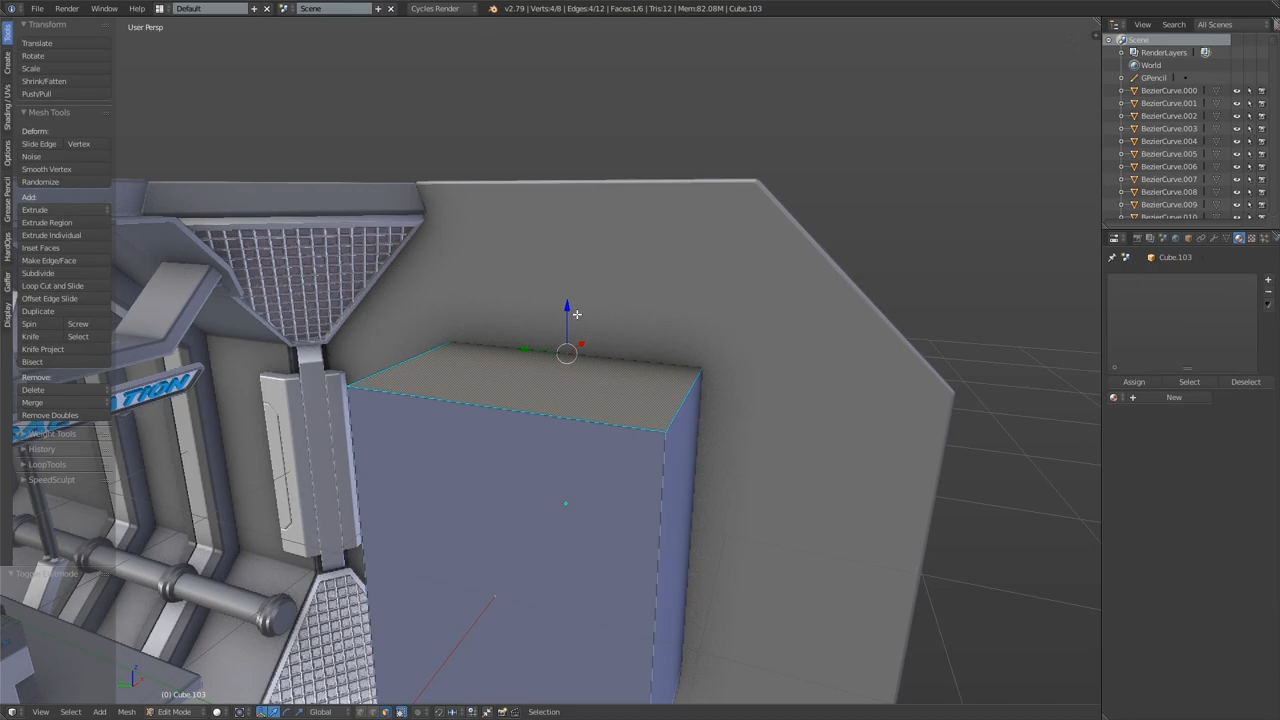 File Render Window Help Default Scene Cycles Render v2.79 | Verts:4/8 | Edges:4/12 | Faces:1/6 | Tris:12 | Mem:82.08M | Cube.103
Transform
Translate
Rotate
Scale
Shrink/Fatten
Push/Pull
Mesh Tools
Deform:
Slide Edge Vertex
Noise
Smooth Vertex
Randomize
Add:
Extrude
Extrude Region
Extrude Individual
Inset Faces
Make Edge/Face
Subdivide
Loop Cut and Slide
Offset Edge Slide
Duplicate
Spin Screw
Knife Select
Knife Project
Bisect
Remove:
Delete
Merge
Remove Doubles
Weight Tools
History
LoopTools
SpeedSculpt
Tools
Create
Shading / UVs
Options
Grease Pencil
HardOps
Gaffer
Display
User Persp
ATION
(0) Cube.103
View Search All Scenes
Scene
RenderLayers
World
GPencil
BezierCurve.000
BezierCurve.001
BezierCurve.002
BezierCurve.003
BezierCurve.004
BezierCurve.005
BezierCurve.006
BezierCurve.007
BezierCurve.008
BezierCurve.009
BezierCurve.010
Cube.103
Assign Select Deselect
New
View Select Add Mesh Edit Mode Global Selection